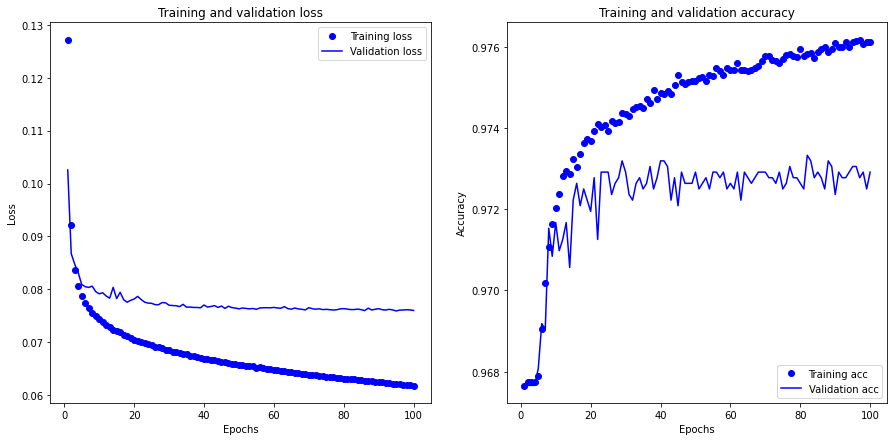 Training and validation loss
Training loss
Validation loss
0.13
0.12
0.11
0.10
0.09
0.08
0.07
0.06
Loss
0
20
40
60
80
100
Epochs
Training and validation accuracy
0.976
0.974
0.972
0.970
0.968
Accuracy
Training acc
Validation acc
0
20
40
60
80
100
Epochs